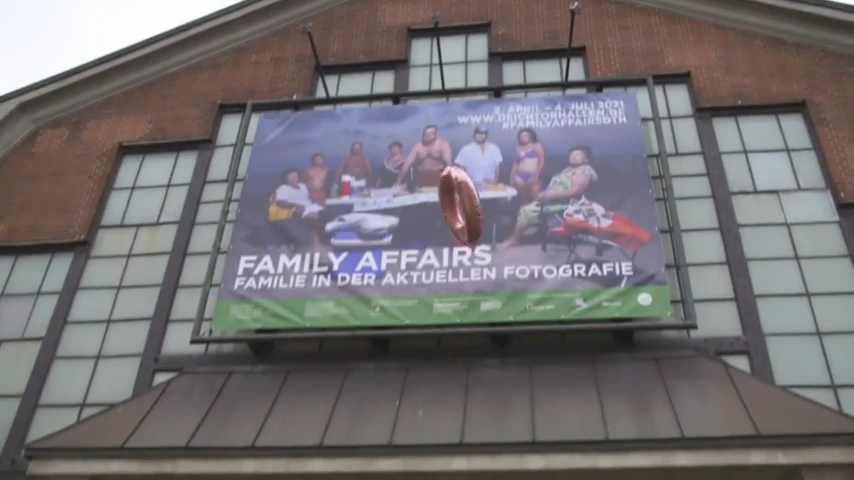 2. APRIL - 4. JULI 2021
WWW.DEICHTORHALLEN.DE
#FAMILYAFFAIRSDTH
FAMILY AFFAIRS
FAMILIE IN DER AKTUELLEN FOTOGRAFIE